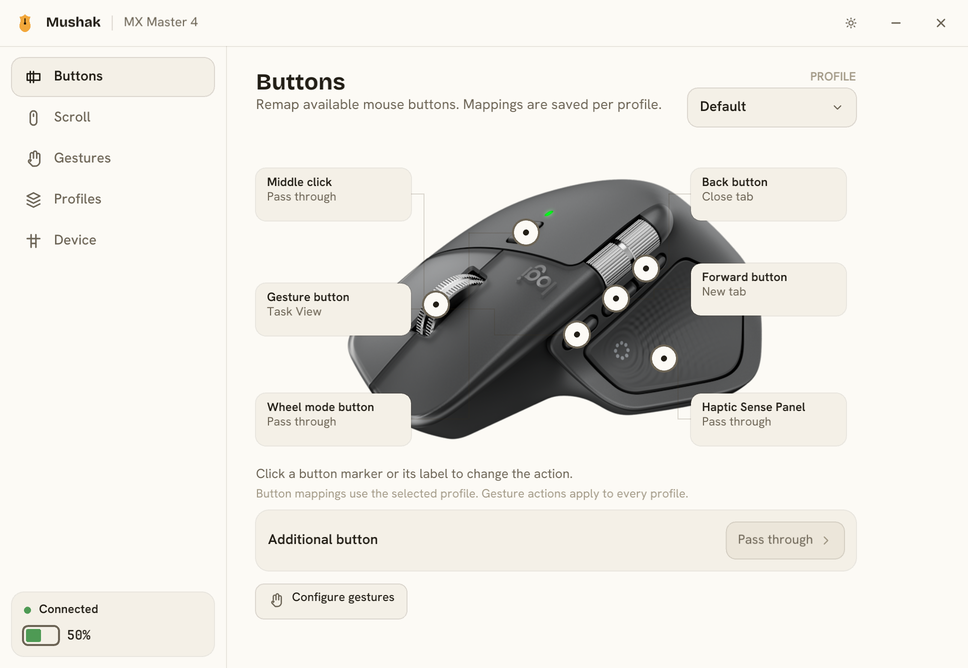 Mushak
MX Master 4
Buttons
Scroll
Gestures
Profiles
Device
Connected
50%
Buttons
Remap available mouse buttons. Mappings are saved per profile.
PROFILE
Default
Middle click
Pass through
Back button
Close tab
Gesture button
Task View
Forward button
New tab
Wheel mode button
Pass through
Haptic Sense Panel
Pass through
logi
Click a button marker or its label to change the action.
Button mappings use the selected profile. Gesture actions apply to every profile.
Additional button
Pass through
Configure gestures